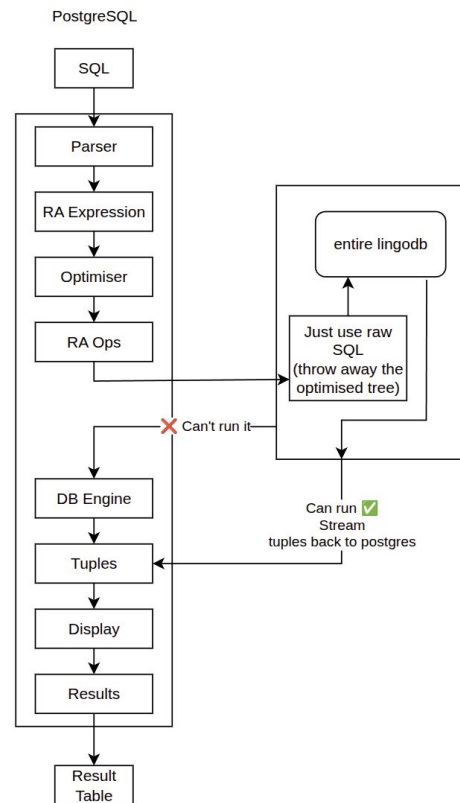 PostgreSQL
SQL
Parser
RA Expression
Optimiser
RA Ops
entire lingodb
Just use raw
SQL
(throw away the
optimised tree)
❌ Can't run it
DB Engine
Can run ✅
Stream
tuples back to postgres
Tuples
Display
Results
Result
Table